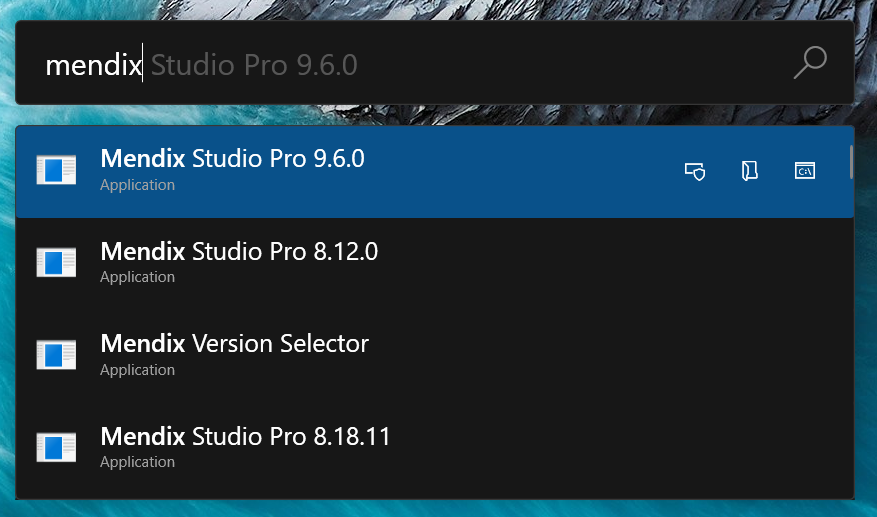 mendix Studio Pro 9.6.0
Mendix Studio Pro 9.6.0
Application
C:\
Mendix Studio Pro 8.12.0
Application
Mendix Version Selector
Application
Mendix Studio Pro 8.18.11
Application